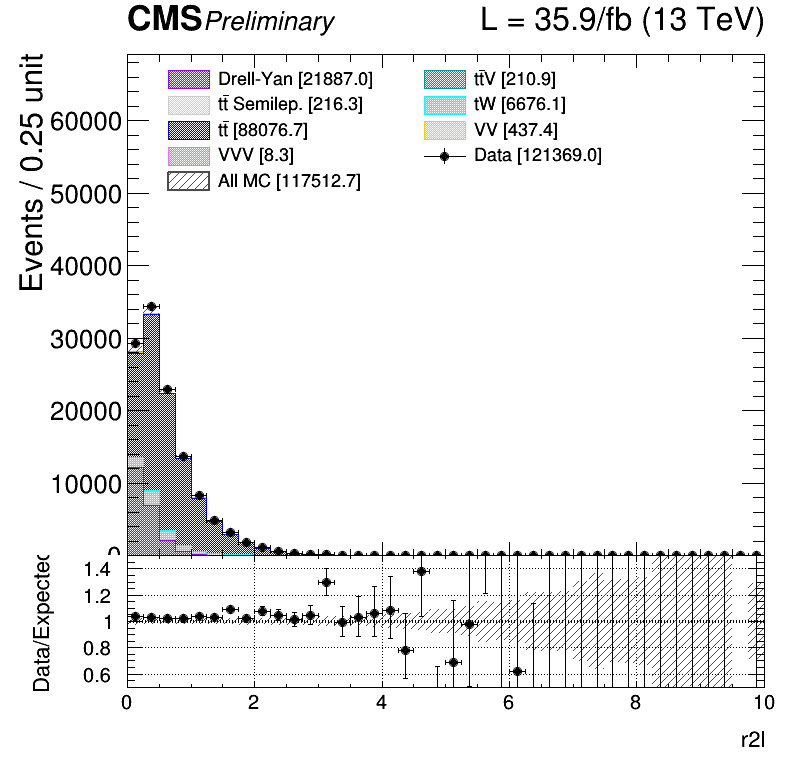 CMS Preliminary L = 35.9/fb (13 TeV)
Events / 0.25 unit
Drell-Yan [21887.0]
tt̄ Semilep. [216.3]
tt̄ [88076.7]
VVV [8.3]
All MC [117512.7]
tt̄V [210.9]
tW [6676.1]
VV [437.4]
Data [121369.0]
60000
50000
40000
30000
20000
10000
0
Data/Expected
1.4
1.2
1
0.8
0.6
0 2 4 6 8 10
r2l